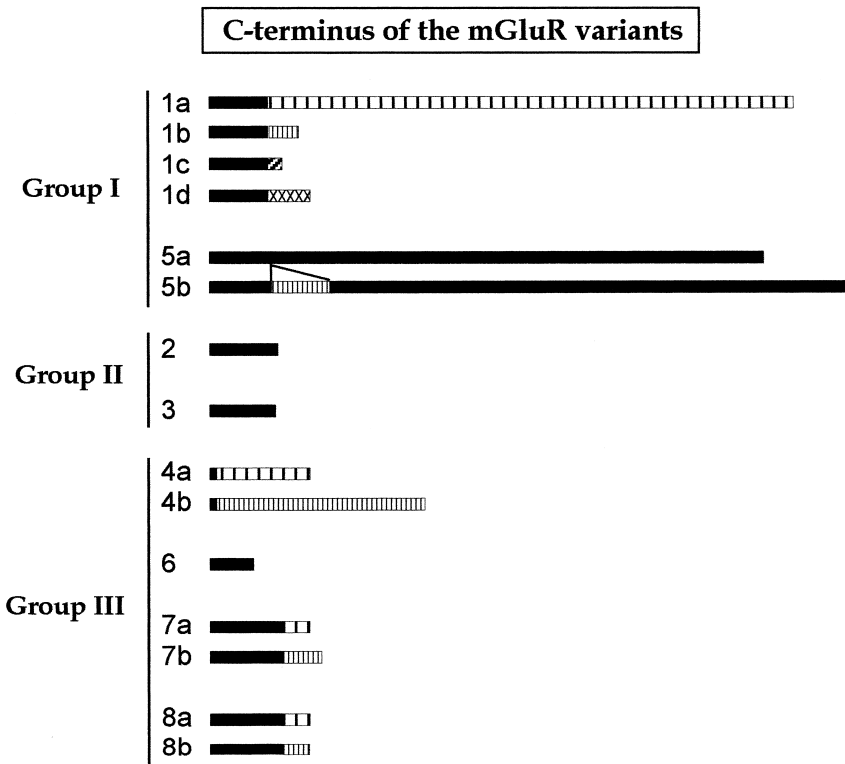 C-terminus of the mGluR variants
Group I
1a
1b
1c
1d
5a
5b
Group II
2
3
Group III
4a
4b
6
7a
7b
8a
8b